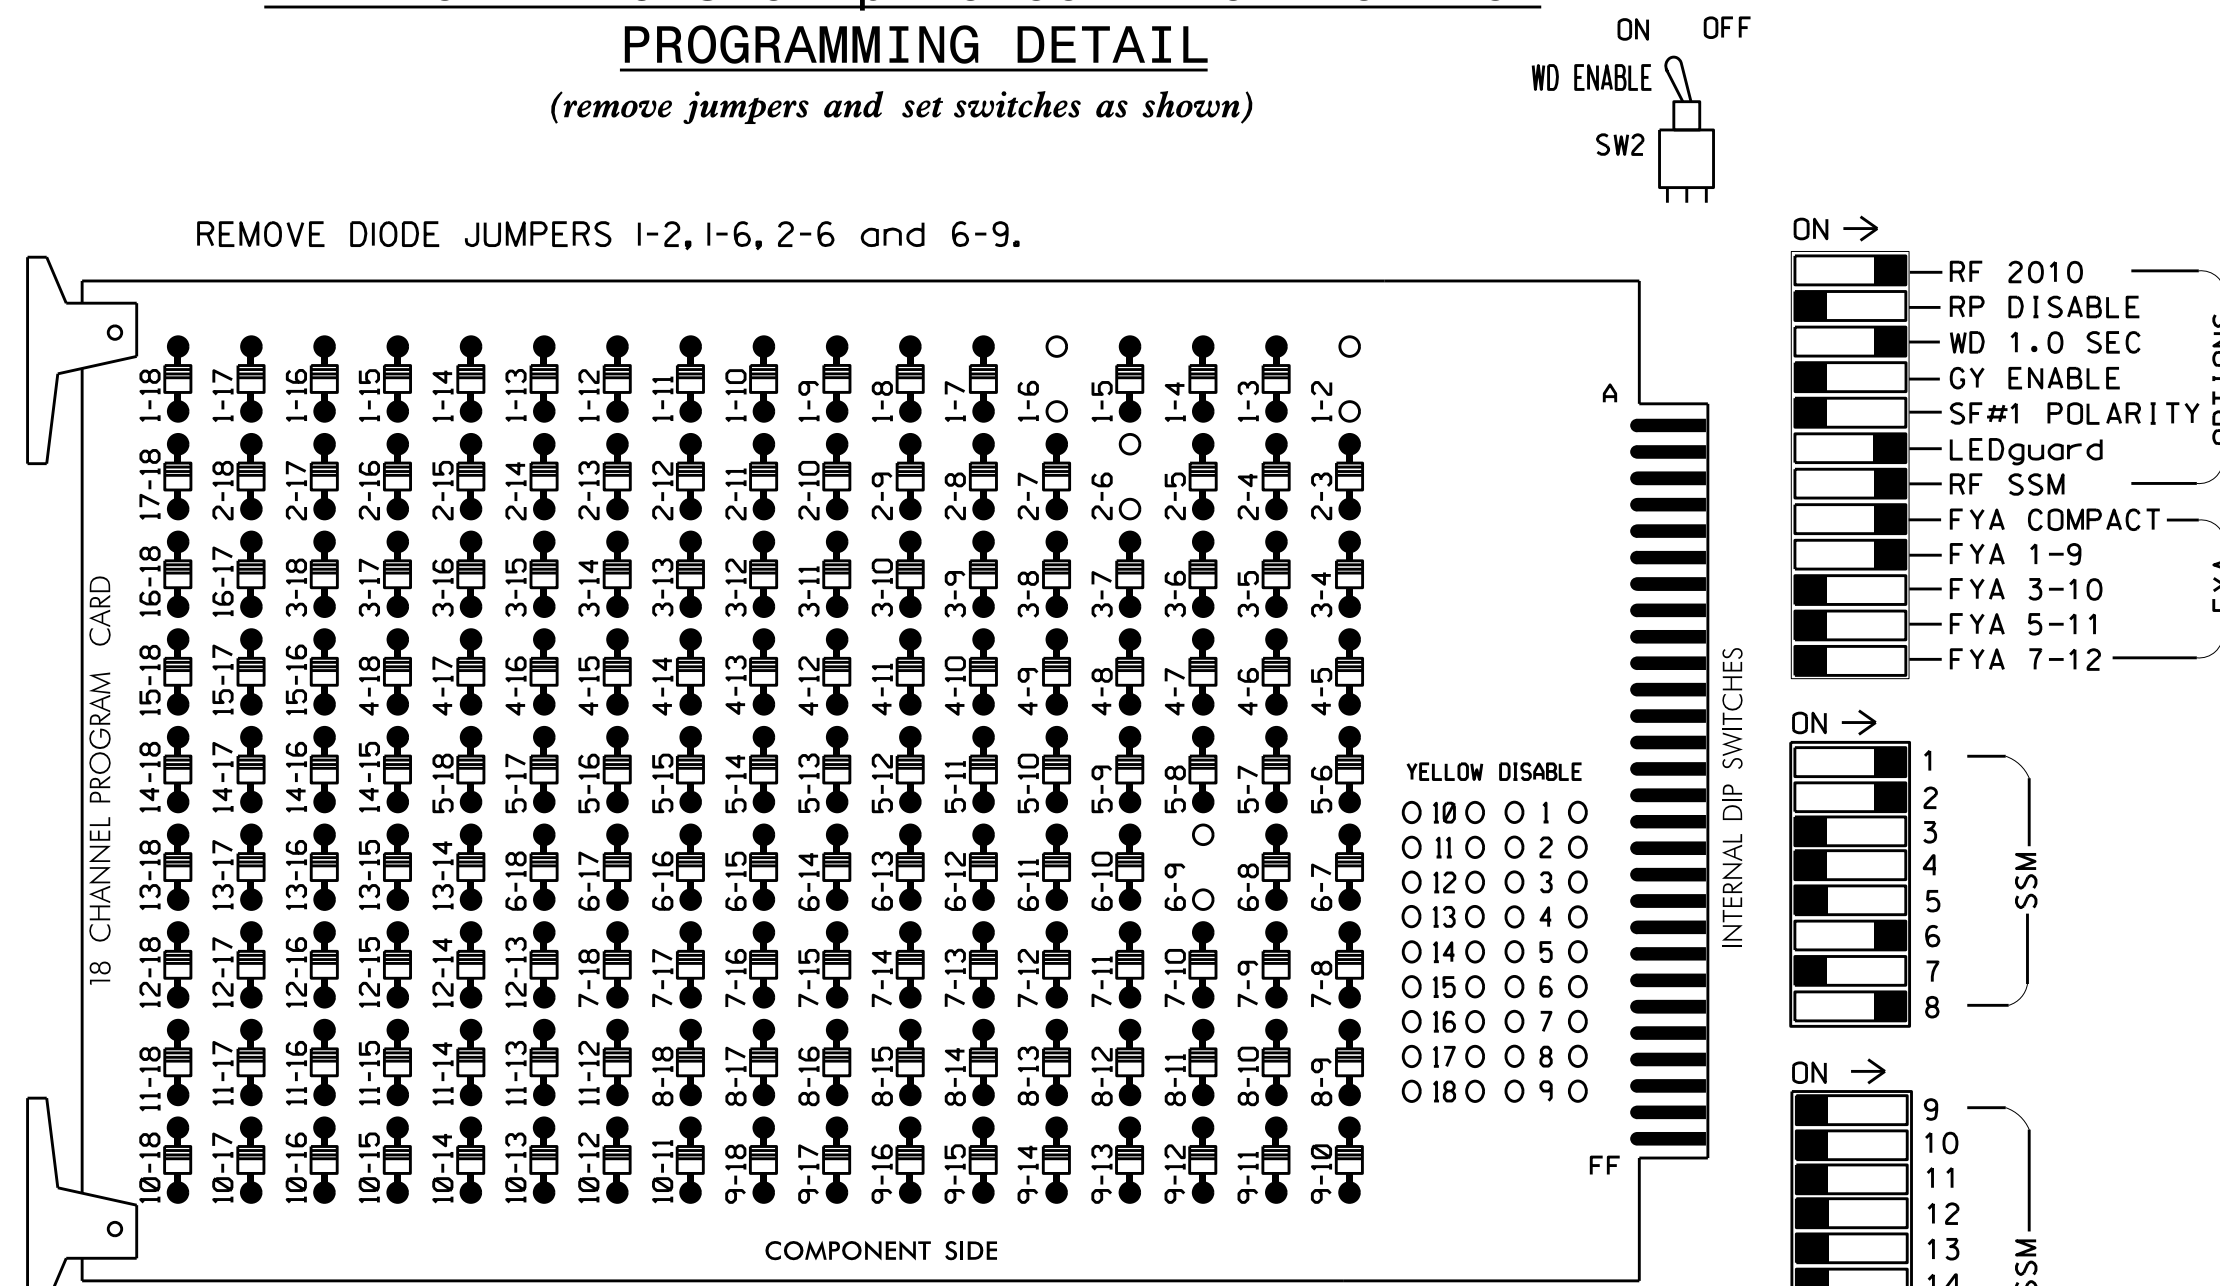 PROGRAMMING DETAIL
(remove jumpers and set switches as shown)
ON OFF
WD ENABLE
SW2
REMOVE DIODE JUMPERS 1-2, 1-6, 2-6 and 6-9.
18 CHANNEL PROGRAM CARD
1-18 1-17 1-16 1-15 1-14 1-13 1-12 1-11 1-10 1-9 1-8 1-7 1-6 1-5 1-4 1-3 1-2
17-18 2-18 2-17 2-16 2-15 2-14 2-13 2-12 2-11 2-10 2-9 2-8 2-7 2-6 2-5 2-4 2-3
16-18 16-17 3-18 3-17 3-16 3-15 3-14 3-13 3-12 3-11 3-10 3-9 3-8 3-7 3-6 3-5 3-4
15-18 15-17 15-16 4-18 4-17 4-16 4-15 4-14 4-13 4-12 4-11 4-10 4-9 4-8 4-7 4-6 4-5
14-18 14-17 14-16 14-15 5-18 5-17 5-16 5-15 5-14 5-13 5-12 5-11 5-10 5-9 5-8 5-7 5-6
13-18 13-17 13-16 13-15 13-14 6-18 6-17 6-16 6-15 6-14 6-13 6-12 6-11 6-10 6-9 6-8 6-7
12-18 12-17 12-16 12-15 12-14 12-13 7-18 7-17 7-16 7-15 7-14 7-13 7-12 7-11 7-10 7-9 7-8
11-18 11-17 11-16 11-15 11-14 11-13 11-12 8-18 8-17 8-16 8-15 8-14 8-13 8-12 8-11 8-10 8-9
10-18 10-17 10-16 10-15 10-14 10-13 10-12 10-11 9-18 9-17 9-16 9-15 9-14 9-13 9-12 9-11 9-10
COMPONENT SIDE
A
FF
YELLOW DISABLE
10 1
11 2
12 3
13 4
14 5
15 6
16 7
17 8
18 9
INTERNAL DIP SWITCHES
ON →
RF 2010
RP DISABLE
WD 1.0 SEC
GY ENABLE
SF#1 POLARITY
LEDguard
RF SSM
FYA COMPACT
FYA 1-9
FYA 3-10
FYA 5-11
FYA 7-12
ON →
1
2
3
4
5
6
7
8
SSM
ON →
9
10
11
12
13
14
SSM